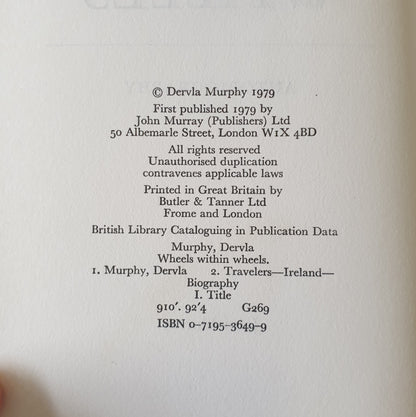 © Dervla Murphy 1979
First published 1979 by
John Murray (Publishers) Ltd
50 Albemarle Street, London W1X 4BD
All rights reserved
Unauthorised duplication
contravenes applicable laws
Printed in Great Britain by
Butler & Tanner Ltd
Frome and London
British Library Cataloguing in Publication Data
Murphy, Dervla
Wheels within wheels.
1. Murphy, Dervla 2. Travelers—Ireland—
Biography
I. Title
910′. 92′4 G269
ISBN 0-7195-3649-9